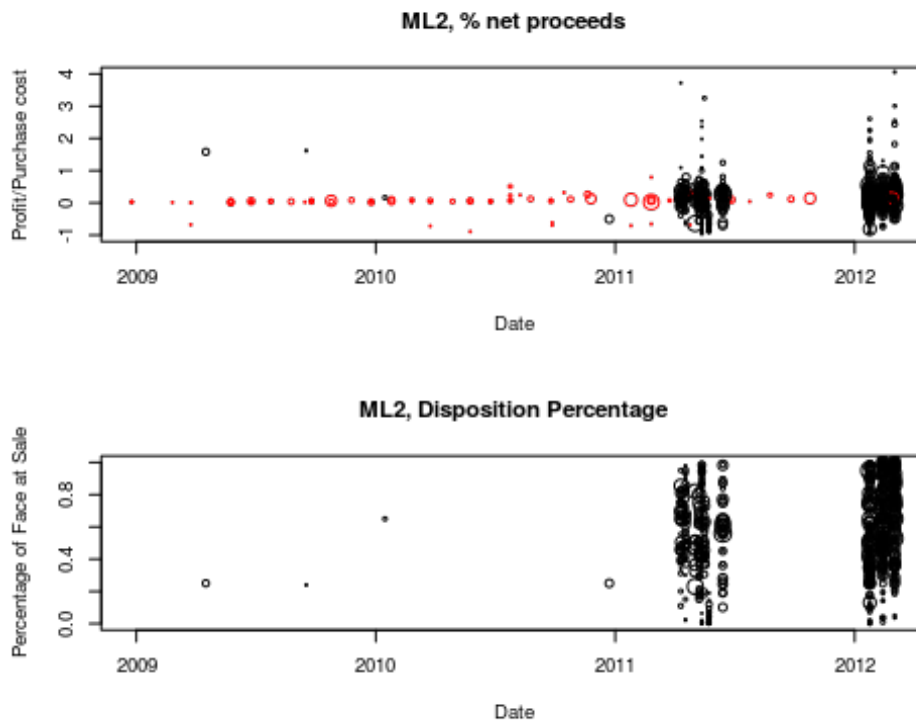 ML2, % net proceeds
Profit/Purchase cost
4
3
2
1
0
-1
2009 2010 2011 2012
Date
ML2, Disposition Percentage
Percentage of Face at Sale
0.8
0.4
0.0
2009 2010 2011 2012
Date